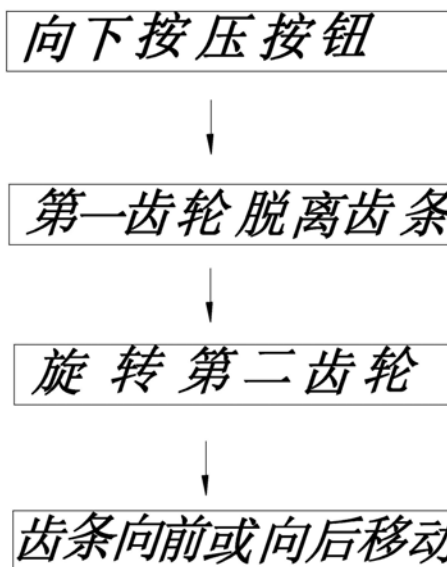 向下按压按钮
第一齿轮脱离齿条
旋转第二齿轮
齿条向前或向后移动